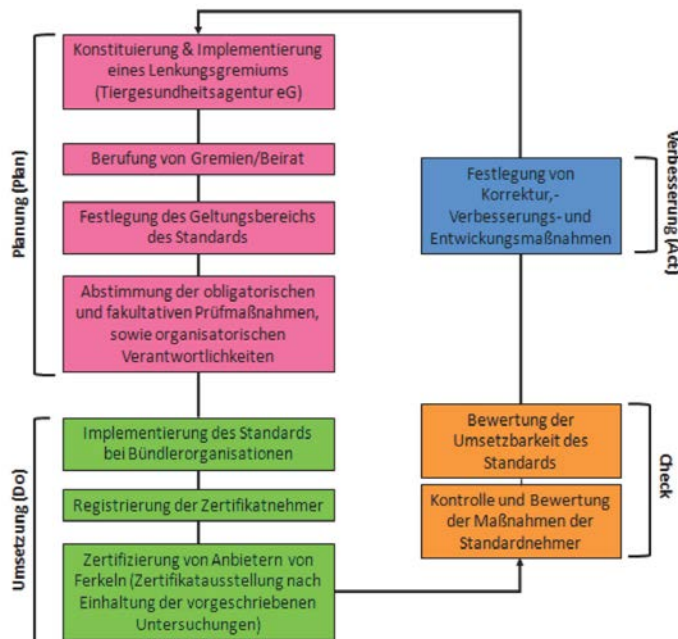 Planung (Plan)
Konstituierung & Implementierung
eines Lenkungsgremiums
(Tiergesundheitsagentur eG)
Berufung von Gremien/Beirat
Festlegung des Geltungsbereichs
des Standards
Abstimmung der obligatorischen
und fakultativen Prüfmaßnahmen,
sowie organisatorischen
Verantwortlichkeiten
Umsetzung (Do)
Implementierung des Standards
bei Bündlerorganisationen
Registrierung der Zertifikatnehmer
Zertifizierung von Anbietern von
Ferkeln (Zertifikatausstellung nach
Einhaltung der vorgeschriebenen
Untersuchungen)
Check
Bewertung der
Umsetzbarkeit des
Standards
Kontrolle und Bewertung
der Maßnahmen der
Standardnehmer
Verbesserung (Act)
Festlegung von
Korrektur,-
Verbesserungs- und
Entwickungsmaßnahmen